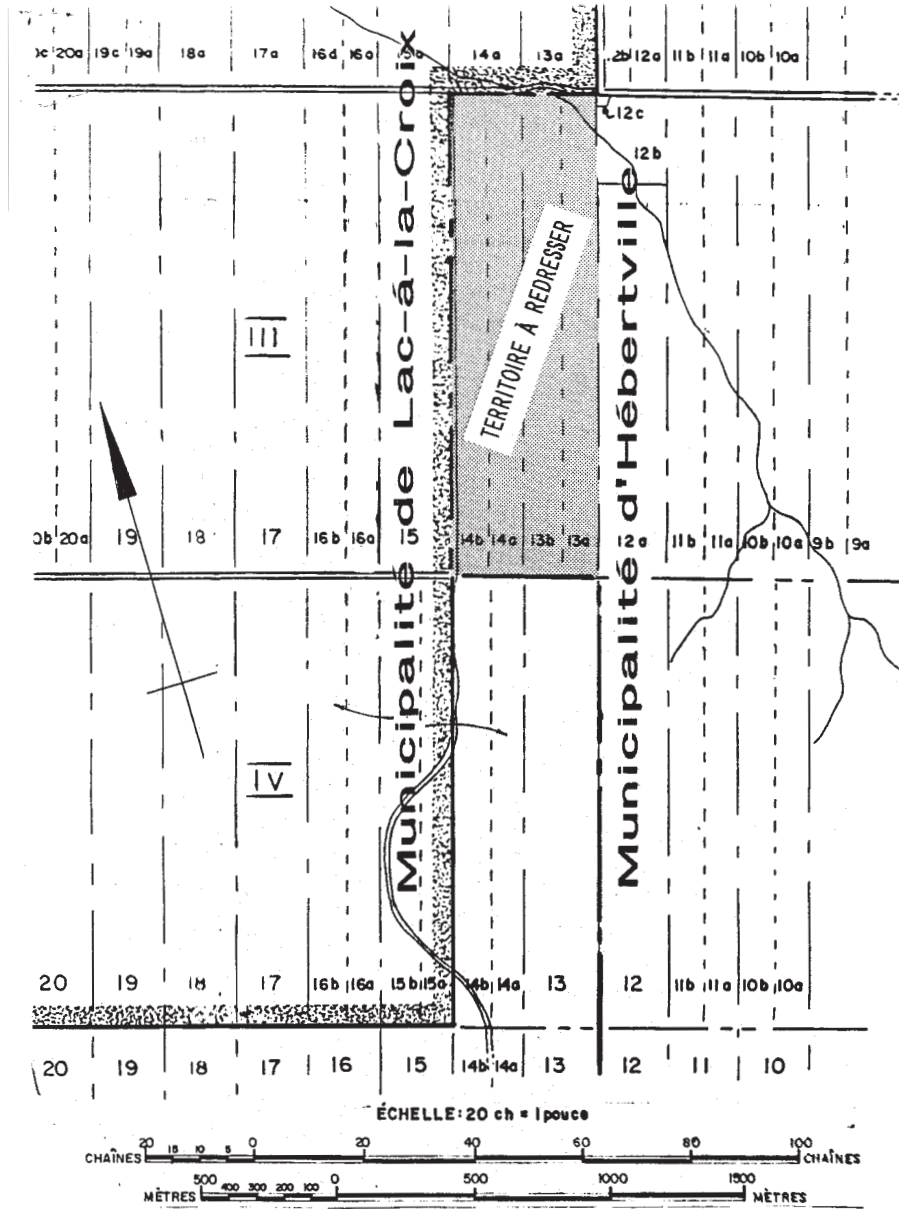 20a 19c 19a 18a 17a 16d 16a 14a 13a 12b 12a 11b 11a 10b 10a
12c
12b
Municipalité de Lac-á-la-Croix
Municipalité d'Hébertville
TERRITOIRE À REDRESSER
III
20a 19 18 17 16b 16a 15 14b 14a 13b 13a 12a 11b 11a 10b 10a 9b 9a
IV
20 19 18 17 16b 16a 15b 15a 14b 14a 13 12 11b 11a 10b 10a
20 19 18 17 16 15 14b 14a 13 12 11 10
ÉCHELLE: 20 ch = 1 pouce
20 15 10 5 0 20 40 60 80 100
CHAÎNES CHAÎNES
500 400 300 200 100 0 500 1000 1500
MÈTRES MÈTRES